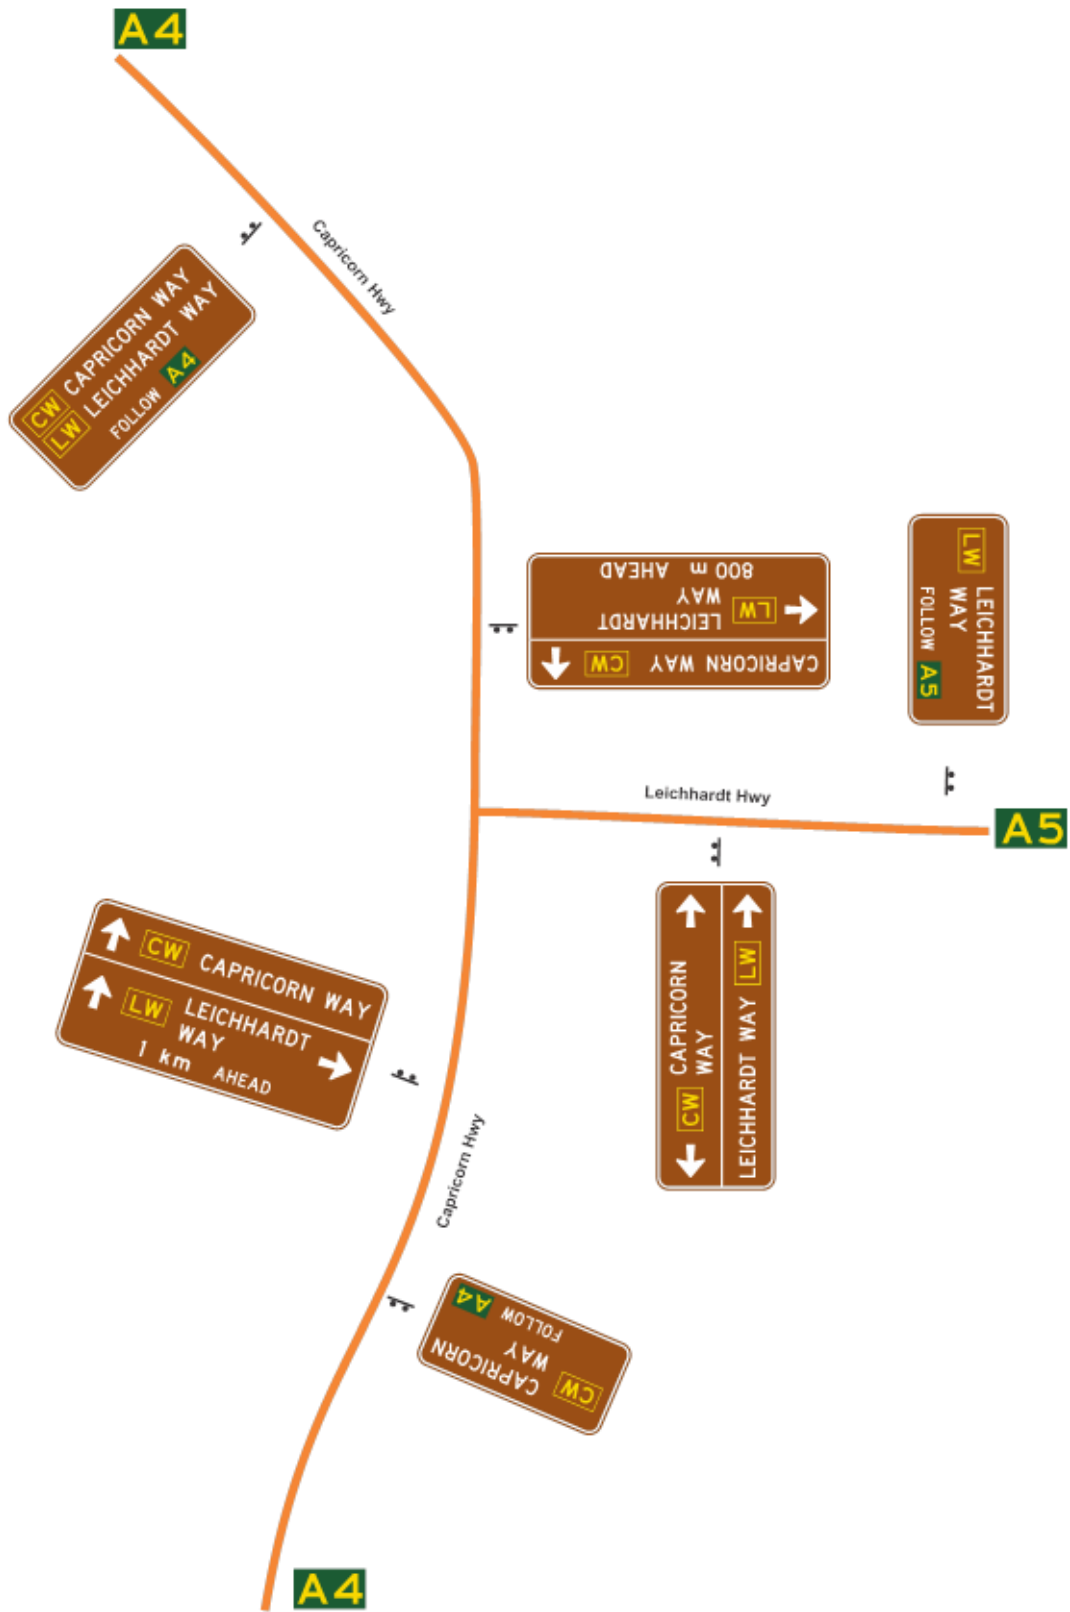 A4
Capricorn Hwy
CW CAPRICORN WAY
LW LEICHHARDT WAY
FOLLOW A4
CAPRICORN WAY CW
LEICHHARDT LW
WAY
800 m AHEAD
LW LEICHHARDT
WAY
FOLLOW A5
Leichhardt Hwy
A5
CW CAPRICORN WAY
LW LEICHHARDT
WAY
1 km AHEAD
CW CAPRICORN
WAY
LEICHHARDT WAY LW
Capricorn Hwy
CW CAPRICORN
WAY
FOLLOW A4
A4